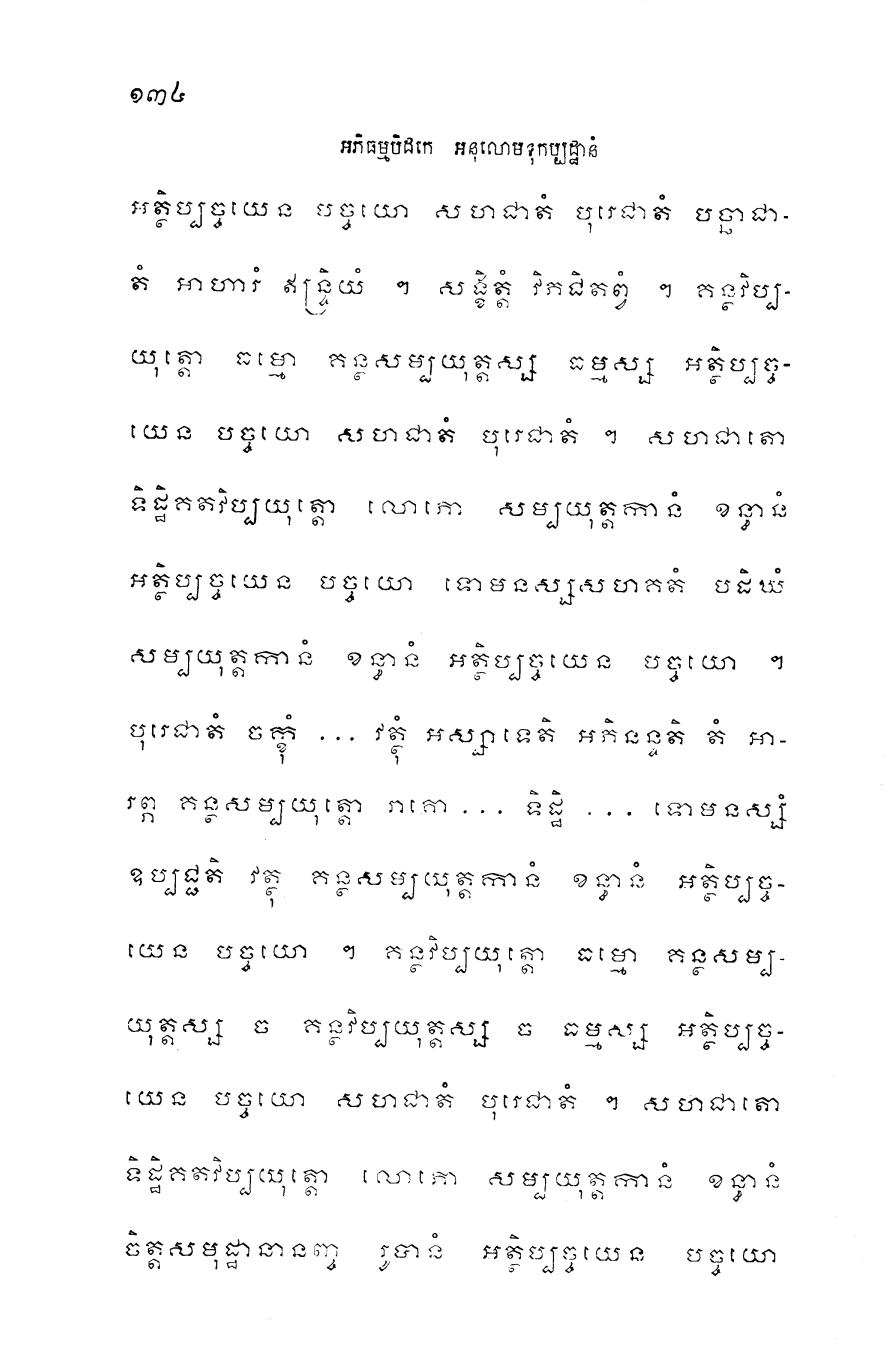 ១៣៤
អភិធម្មបិដកេ អនុលោមទុកប្បដ្ឋានំ
អត្ថិប្បច្ចយេន បច្ចយោ សហជាតំ បុរេជាតំ បច្ឆាជា-
តំ អាហារំ ឥន្ទ្រិយំ ។ សង្ខិត្តំ វិភជិតព្វំ ។ គន្ថវិប្ប-
យុត្តោ ធម្មោ គន្ថសម្បយុត្តស្ស ធម្មស្ស អត្ថិប្បច្ច-
យេន បច្ចយោ សហជាតំ បុរេជាតំ ។ សហជាតោ
ទិដ្ឋិគតវិប្បយុត្តោ លោភោ សម្បយុត្តកានំ ខន្ធានំ
អត្ថិប្បច្ចយេន បច្ចយោ ទោមនស្សសហគតំ បដិឃំ
សម្បយុត្តកានំ ខន្ធានំ អត្ថិប្បច្ចយេន បច្ចយោ ។
បុរេជាតំ ចក្ខុំ ... វត្ថុំ អស្សាទេតិ អភិនន្ទតិ តំ អា-
រព្ភ គន្ថសម្បយុត្តោ រាគោ ... ទិដ្ឋិ ... ទោមនស្សំ
ឧប្បជ្ជតិ វត្ថុ គន្ថសម្បយុត្តកានំ ខន្ធានំ អត្ថិប្បច្ច-
យេន បច្ចយោ ។ គន្ថវិប្បយុត្តោ ធម្មោ គន្ថសម្ប-
យុត្តស្ស ច គន្ថវិប្បយុត្តស្ស ច ធម្មស្ស អត្ថិប្បច្ច-
យេន បច្ចយោ សហជាតំ បុរេជាតំ ។ សហជាតោ
ទិដ្ឋិគតវិប្បយុត្តោ លោភោ សម្បយុត្តកានំ ខន្ធានំ
ចិត្តសមុដ្ឋានានញ្ច រូបានំ អត្ថិប្បច្ចយេន បច្ចយោ